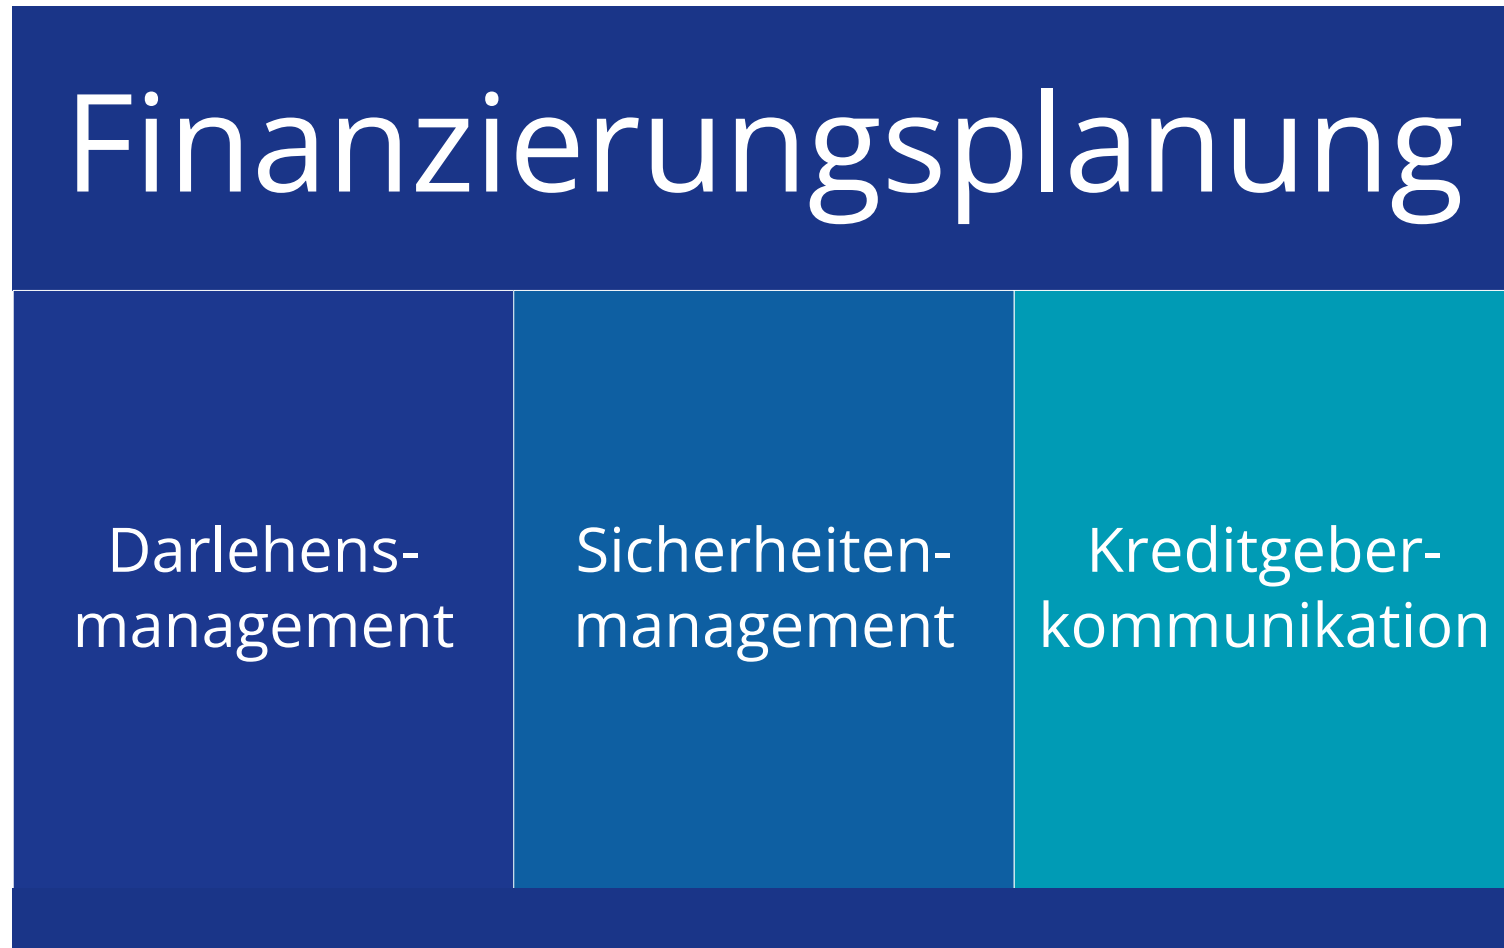 Finanzierungsplanung
Darlehens-
management
Sicherheiten-
management
Kreditgeber-
kommunikation